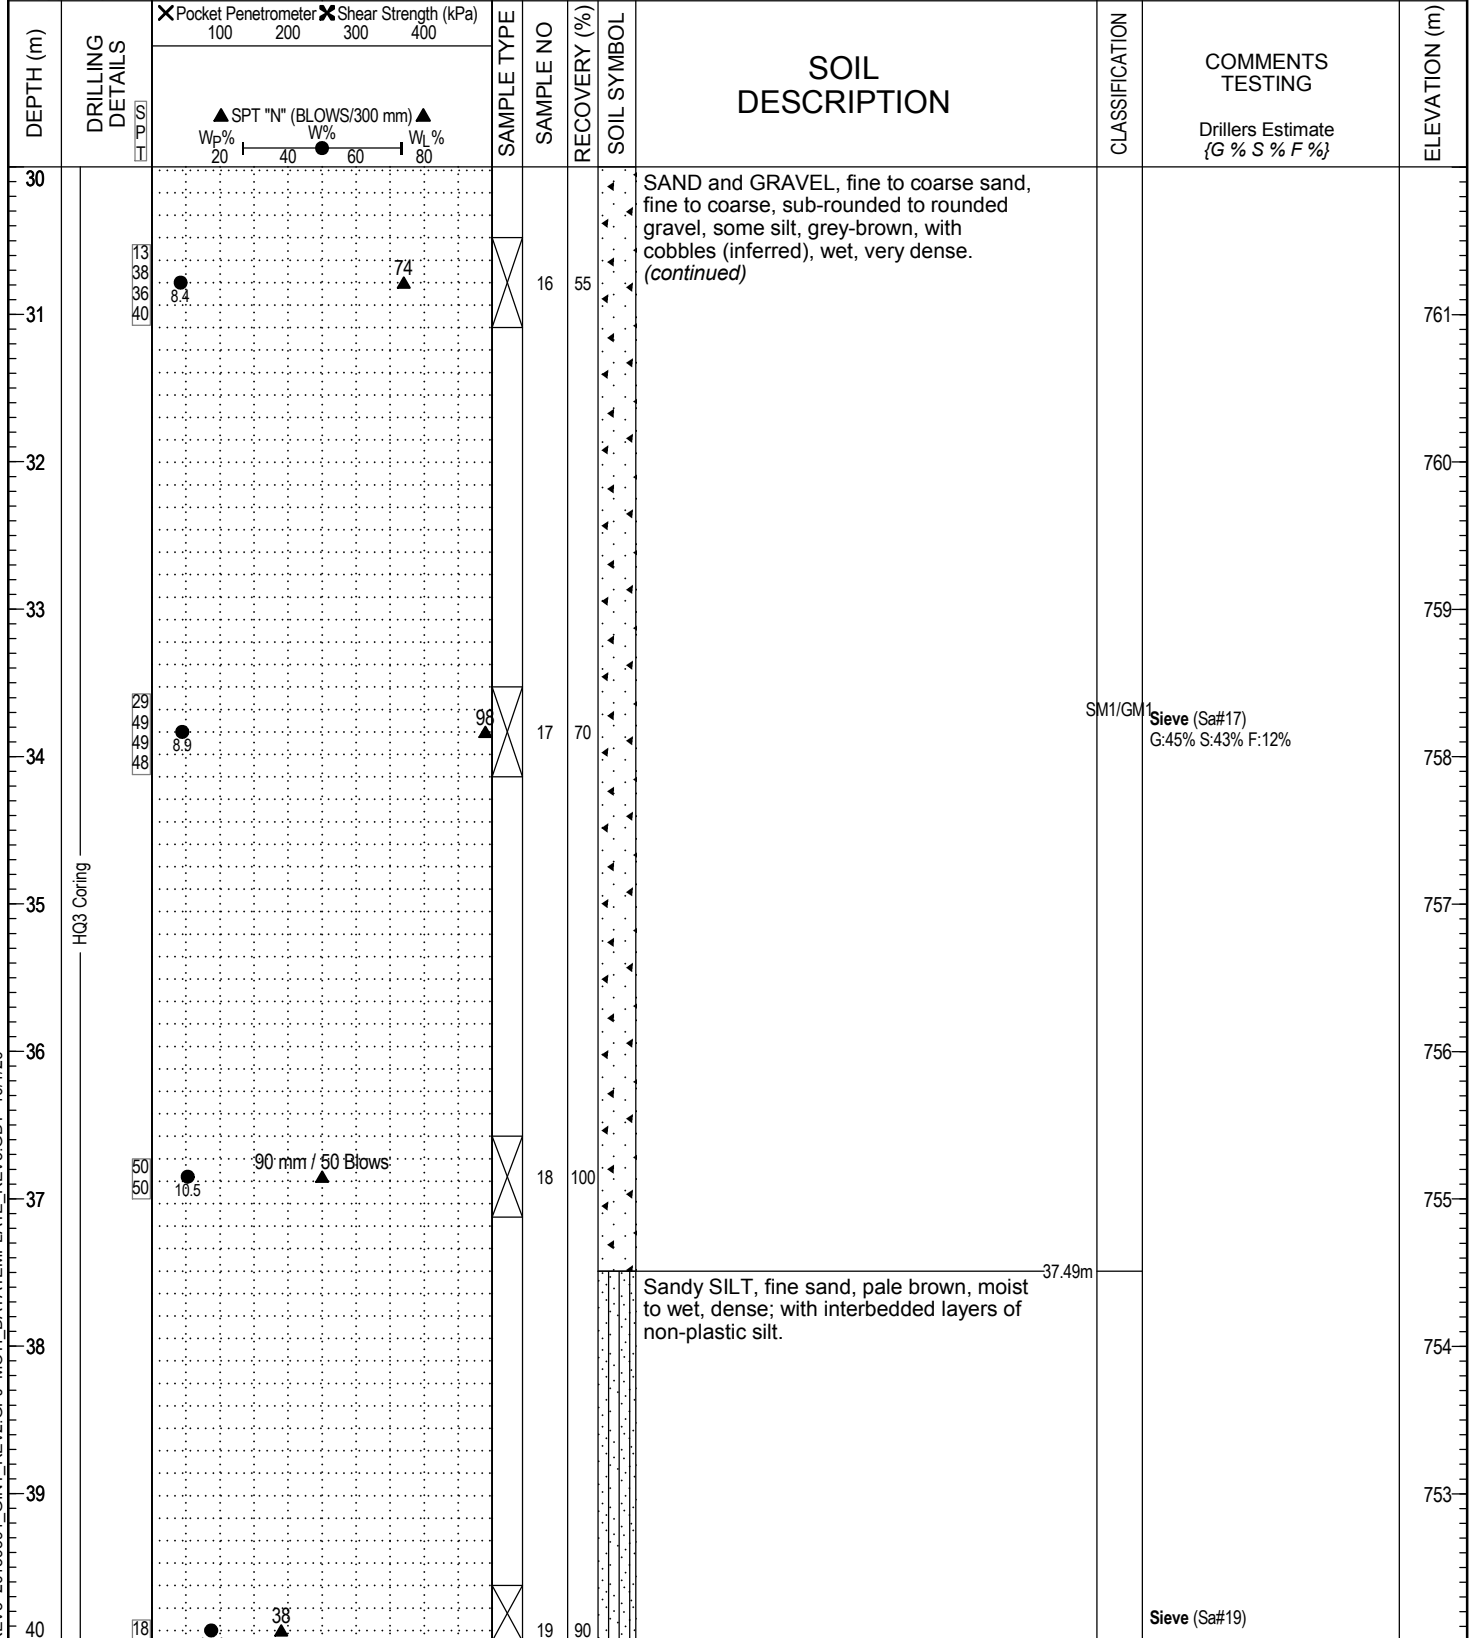 DEPTH (m)
DRILLING DETAILS
S P T
Pocket Penetrometer Shear Strength (kPa)
100 200 300 400
SPT "N" (BLOWS/300 mm)
WP% W% WL%
20 40 60 80
SAMPLE TYPE
SAMPLE NO
RECOVERY (%)
SOIL SYMBOL
SOIL
DESCRIPTION
CLASSIFICATION
COMMENTS
TESTING
Drillers Estimate
{G % S % F %}
ELEVATION (m)
30
SAND and GRAVEL, fine to coarse sand,
fine to coarse, sub-rounded to rounded
gravel, some silt, grey-brown, with
cobbles (inferred), wet, very dense.
(continued)
13
38
36
40
8.4
74
16 55
31
761
32
760
33
759
29
49
49
48
8.9
98
17 70
SM1/GM1
Sieve (Sa#17)
G:45% S:43% F:12%
34
758
HQ3 Coring
35
757
36
756
50
50
10.5
90 mm / 50 Blows
18 100
37
755
37.49m
Sandy SILT, fine sand, pale brown, moist
to wet, dense; with interbedded layers of
non-plastic silt.
38
754
39
753
40
18
38
19 90
Sieve (Sa#19)